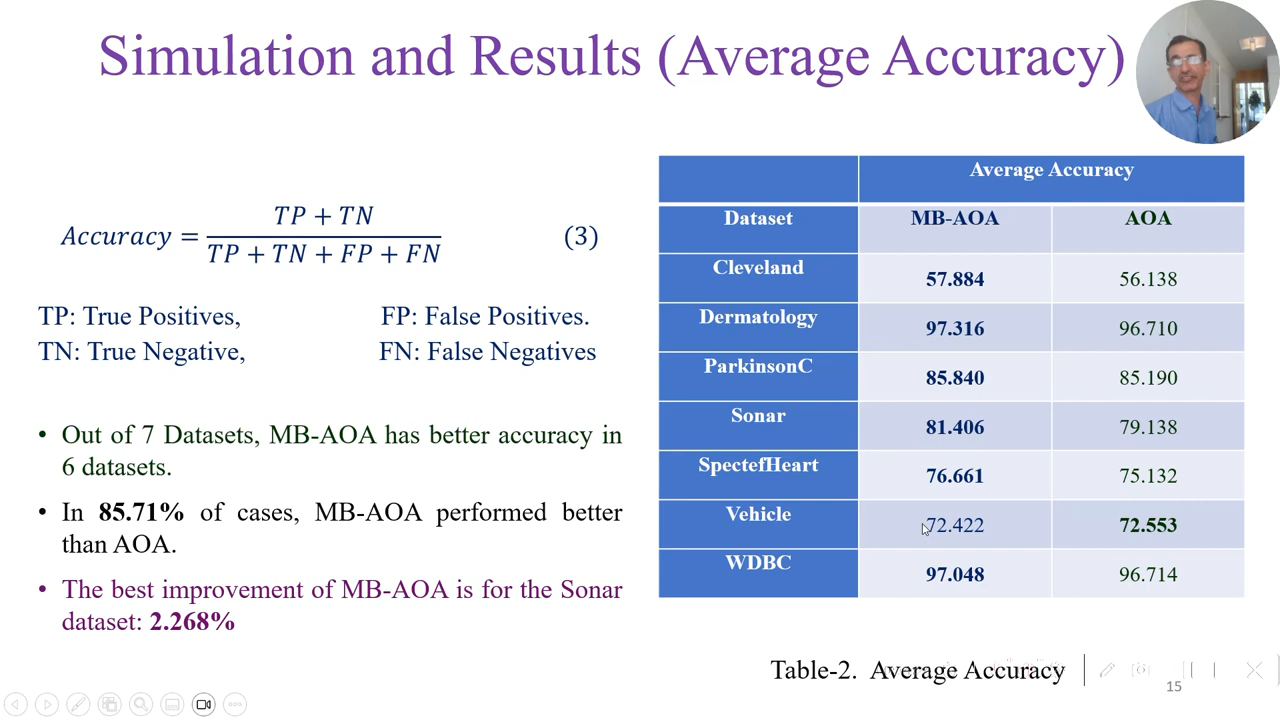 Simulation and Results (Average Accuracy)
Accuracy = TP + TN / TP + TN + FP + FN (3)
TP: True Positives, FP: False Positives.
TN: True Negative, FN: False Negatives
• Out of 7 Datasets, MB-AOA has better accuracy in
6 datasets.
• In 85.71% of cases, MB-AOA performed better
than AOA.
• The best improvement of MB-AOA is for the Sonar
dataset: 2.268%
Average Accuracy
Dataset MB-AOA AOA
Cleveland 57.884 56.138
Dermatology 97.316 96.710
ParkinsonC 85.840 85.190
Sonar 81.406 79.138
SpectefHeart 76.661 75.132
Vehicle 72.422 72.553
WDBC 97.048 96.714
Table-2. Average Accuracy
15